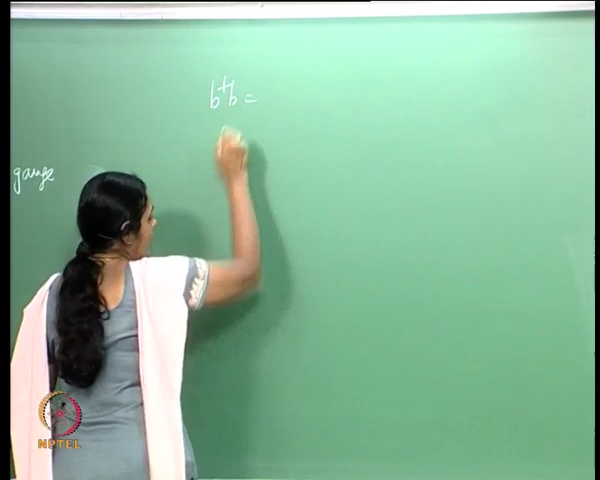 b⁺b =
gauge
NPTEL